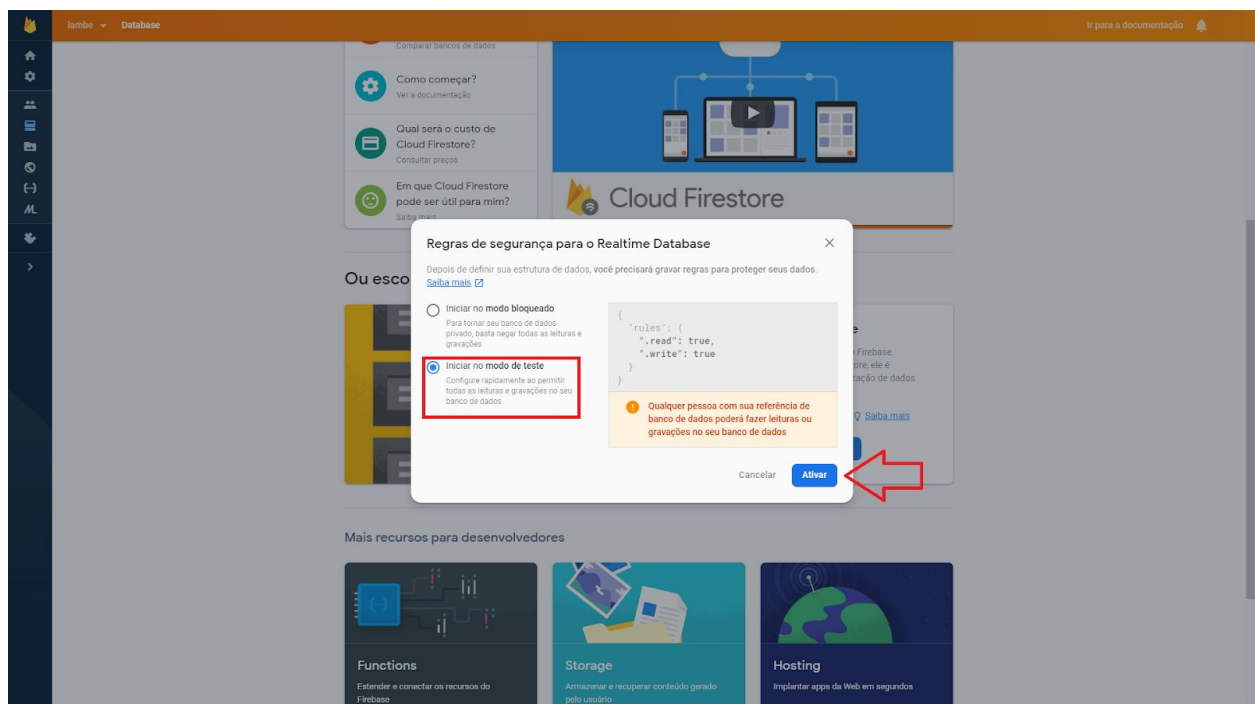 lambe
Database
Ir para a documentação
Comparar bancos de dados
Como começar?
Ver a documentação
Qual será o custo de
Cloud Firestore?
Consultar preços
Em que Cloud Firestore
pode ser útil para mim?
Saiba mais
Cloud Firestore
Ou esco
Regras de segurança para o Realtime Database
Depois de definir sua estrutura de dados, você precisará gravar regras para proteger seus dados.
Saiba mais
Iniciar no modo bloqueado
Para tornar seu banco de dados
privado, basta negar todas as leituras e
gravações
Iniciar no modo de teste
Configure rapidamente ao permitir
todas as leituras e gravações no seu
banco de dados
{
"rules": {
".read": true,
".write": true
}
}
Qualquer pessoa com sua referência de
banco de dados poderá fazer leituras ou
gravações no seu banco de dados
Cancelar
Ativar
e
Firebase.
ore, ele é
zação de dados
Saiba mais
Mais recursos para desenvolvedores
Functions
Estender e conectar os recursos do
Firebase
Storage
Armazenar e recuperar conteúdo gerado
pelo usuário
Hosting
Implantar apps da Web em segundos